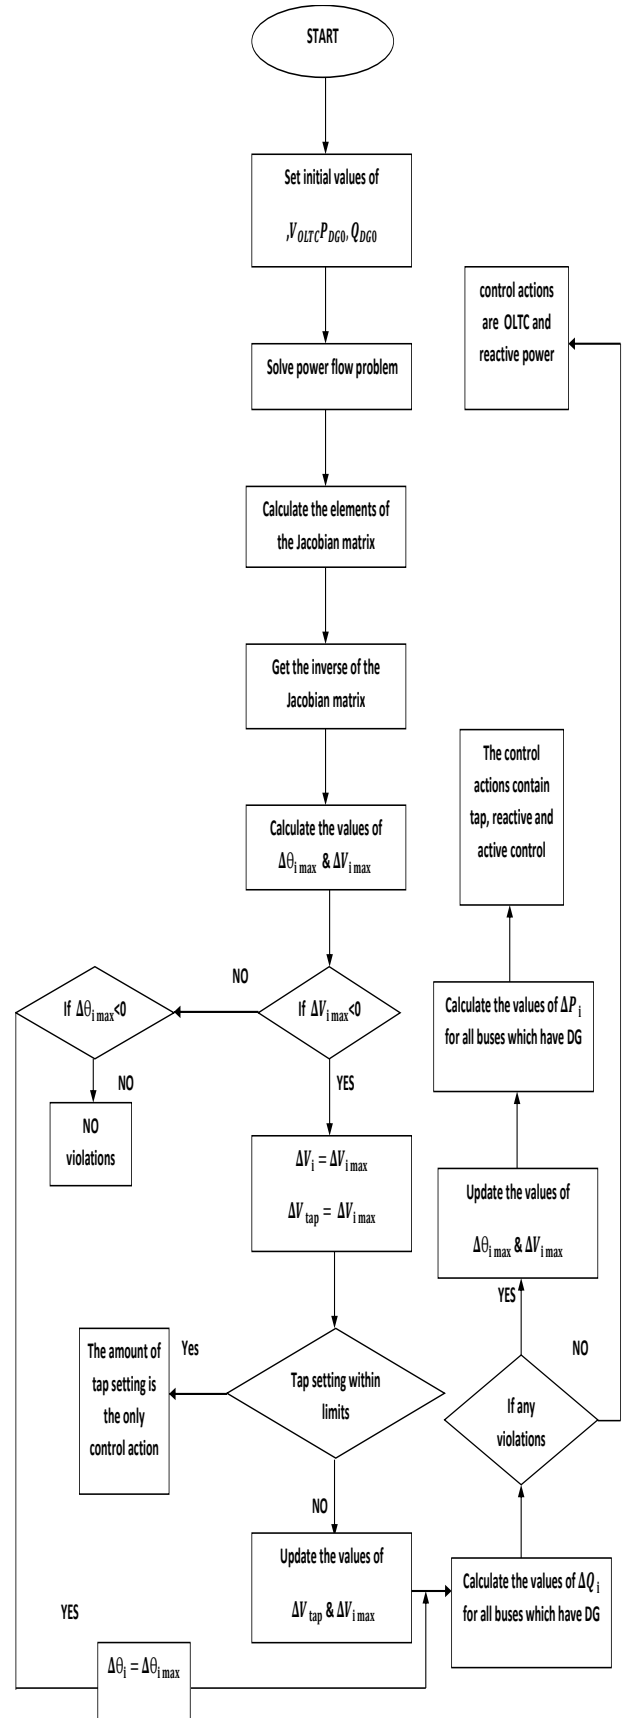 START
Set initial values of
,V_OLTC P_DG0, Q_DG0
control actions
are OLTC and
reactive power
Solve power flow problem
Calculate the elements of
the Jacobian matrix
Get the inverse of the
Jacobian matrix
The control
actions contain
tap, reactive and
active control
Calculate the values of
Δθ_i max & ΔV_i max
NO
If Δθ_i max<0
If ΔV_i max<0
Calculate the values of ΔP_i
for all buses which have DG
NO
YES
NO
violations
ΔV_i = ΔV_i max
ΔV_tap = ΔV_i max
Update the values of
Δθ_i max & ΔV_i max
YES
NO
The amount of
tap setting is
the only
control action
Yes
Tap setting within
limits
If any
violations
NO
Update the values of
ΔV_tap & ΔV_i max
Calculate the values of ΔQ_i
for all buses which have DG
YES
Δθ_i = Δθ_i max